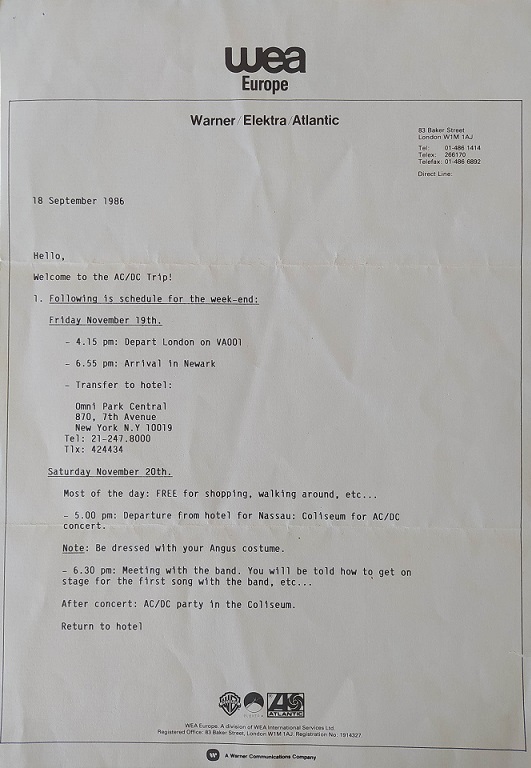 wea
Europe
Warner/Elektra/Atlantic
83 Baker Street
London W1M 1AJ
Tel: 01-486 1414
Telex: 266170
Telefax: 01-486 6892
Direct Line:
18 September 1986
Hello,
Welcome to the AC/DC Trip!
1. Following is schedule for the week-end:
Friday November 19th.
- 4.15 pm: Depart London on VA001
- 6.55 pm: Arrival in Newark
- Transfer to hotel:
Omni Park Central
870, 7th Avenue
New York N.Y 10019
Tel: 21-247.8000
Tlx: 424434
Saturday November 20th.
Most of the day: FREE for shopping, walking around, etc...
- 5.00 pm: Departure from hotel for Nassau: Coliseum for AC/DC
concert.
Note: Be dressed with your Angus costume.
- 6.30 pm: Meeting with the band. You will be told how to get on
stage for the first song with the band, etc...
After concert: AC/DC party in the Coliseum.
Return to hotel
ATLANTIC
WEA Europe. A division of WEA International Services Ltd.
Registered Office: 83 Baker Street, London W1M 1AJ. Registration No: 1914327
A Warner Communications Company